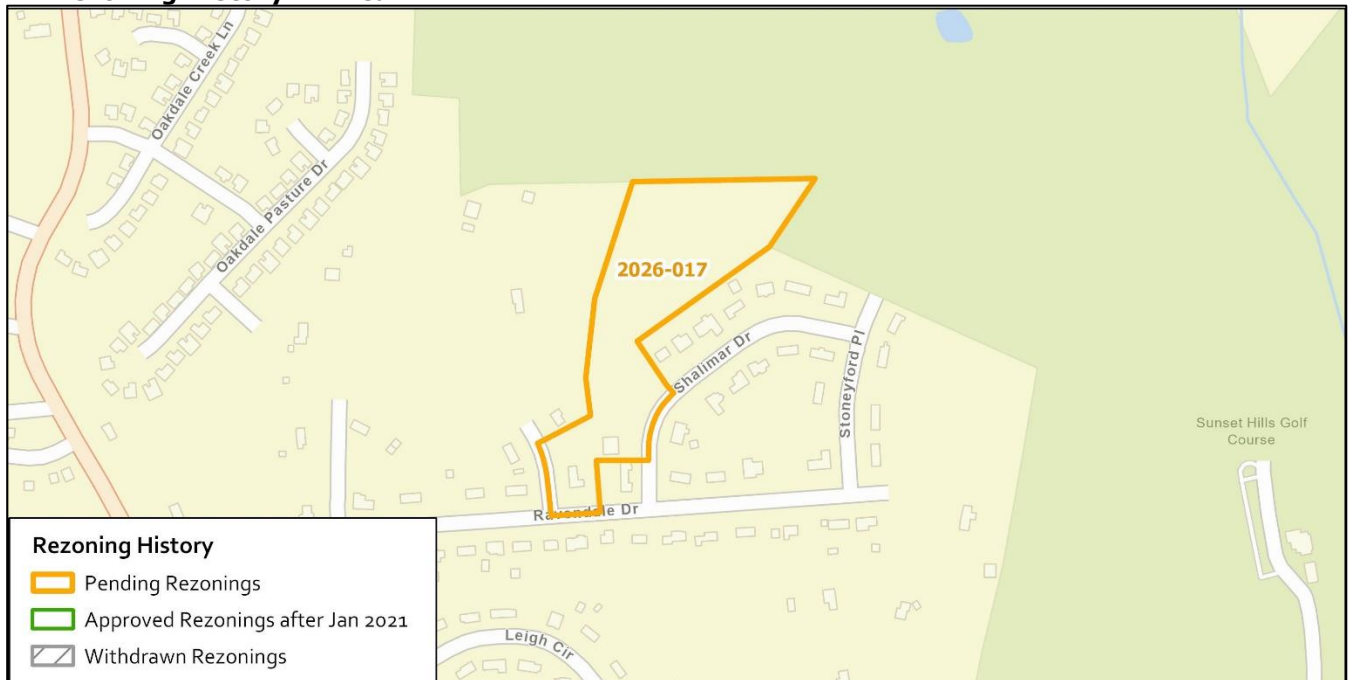 Oakdale Creek Ln
Oakdale Pasture Dr
2026-017
Shalimar Dr
Stoneyford Pl
Sunset Hills Golf
Course
Ravendale Dr
Leigh Cir
Rezoning History
Pending Rezonings
Approved Rezonings after Jan 2021
Withdrawn Rezonings